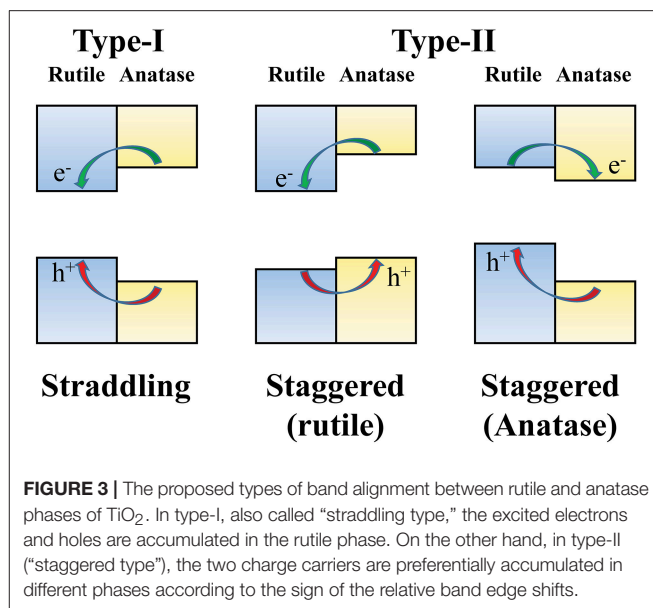 Type-I Type-II
Rutile Anatase Rutile Anatase Rutile Anatase
e⁻ e⁻ e⁻
h⁺ h⁺ h⁺
Straddling Staggered Staggered
(rutile) (Anatase)
FIGURE 3 | The proposed types of band alignment between rutile and anatase
phases of TiO₂. In type-I, also called “straddling type,” the excited electrons
and holes are accumulated in the rutile phase. On the other hand, in type-II
(“staggered type”), the two charge carriers are preferentially accumulated in
different phases according to the sign of the relative band edge shifts.